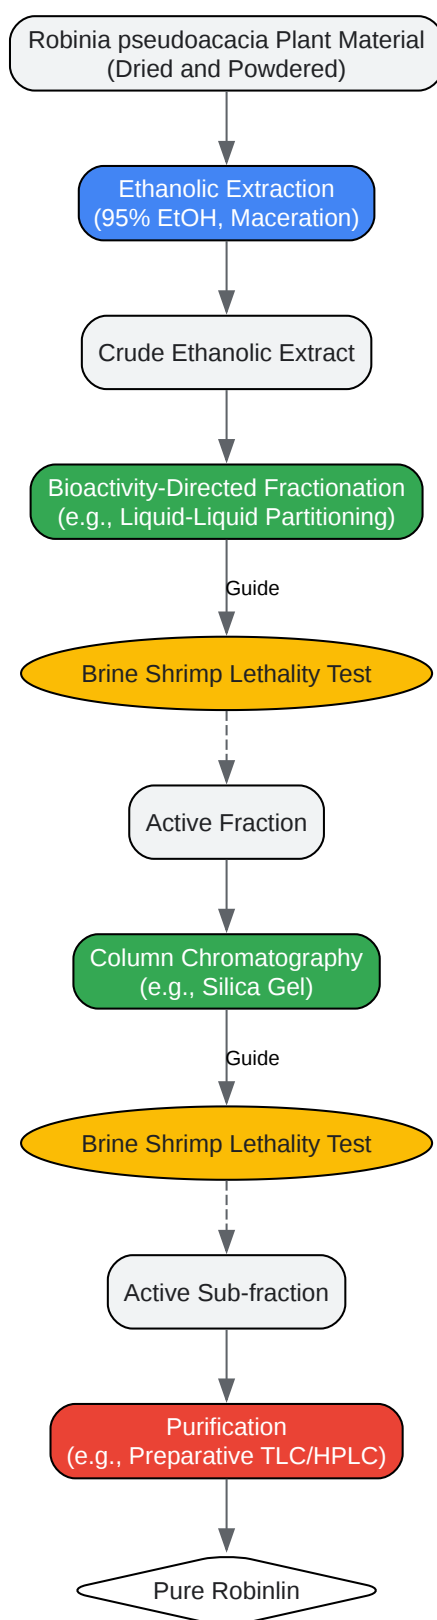 Robinia pseudoacacia Plant Material
(Dried and Powdered)
Ethanolic Extraction
(95% EtOH, Maceration)
Crude Ethanolic Extract
Bioactivity-Directed Fractionation
(e.g., Liquid-Liquid Partitioning)
Guide
Brine Shrimp Lethality Test
Active Fraction
Column Chromatography
(e.g., Silica Gel)
Guide
Brine Shrimp Lethality Test
Active Sub-fraction
Purification
(e.g., Preparative TLC/HPLC)
Pure Robinlin